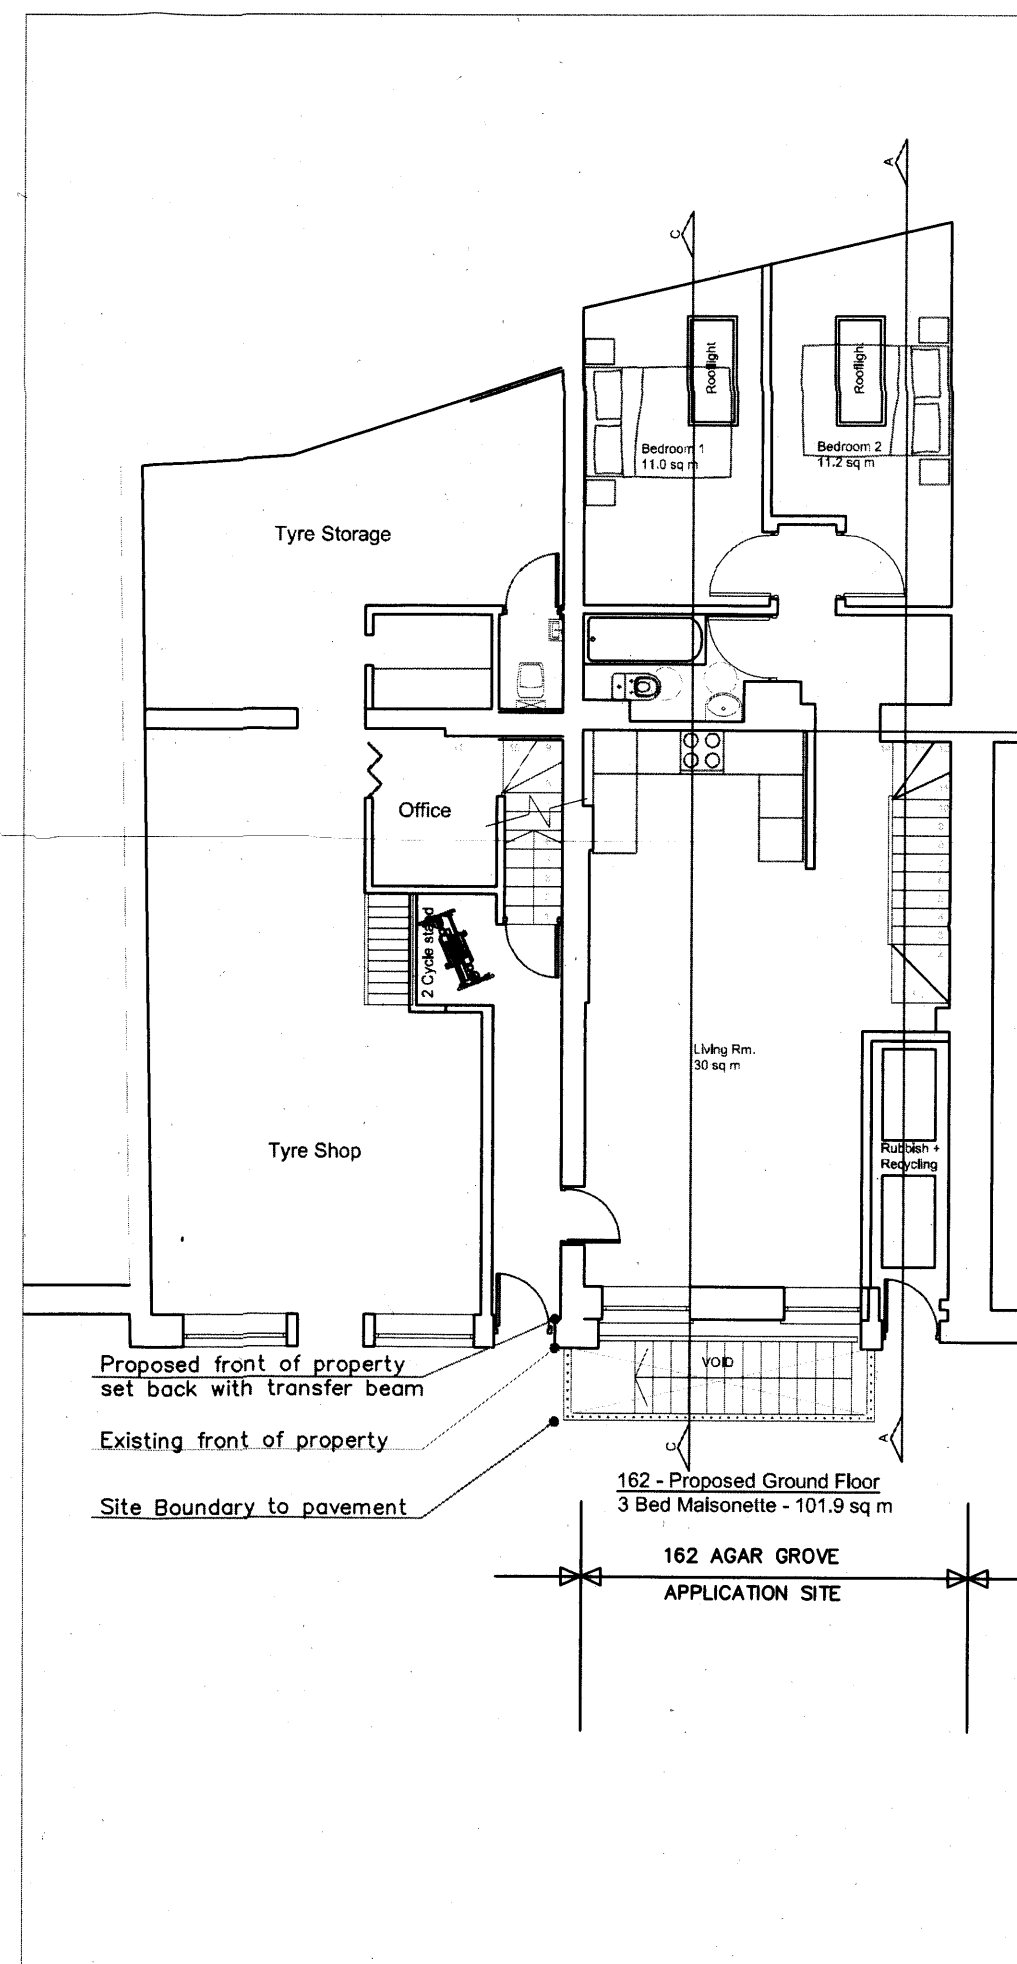 A
C
Rooflight
Rooflight
Bedroom 1
11.0 sq m
Bedroom 2
11.2 sq m
Tyre Storage
Office
2 Cycle stand
Living Rm.
30 sq m
Tyre Shop
Rubbish +
Recycling
Proposed front of property
set back with transfer beam
VOID
Existing front of property
A
C
162 - Proposed Ground Floor
3 Bed Maisonette - 101.9 sq m
Site Boundary to pavement
162 AGAR GROVE
APPLICATION SITE